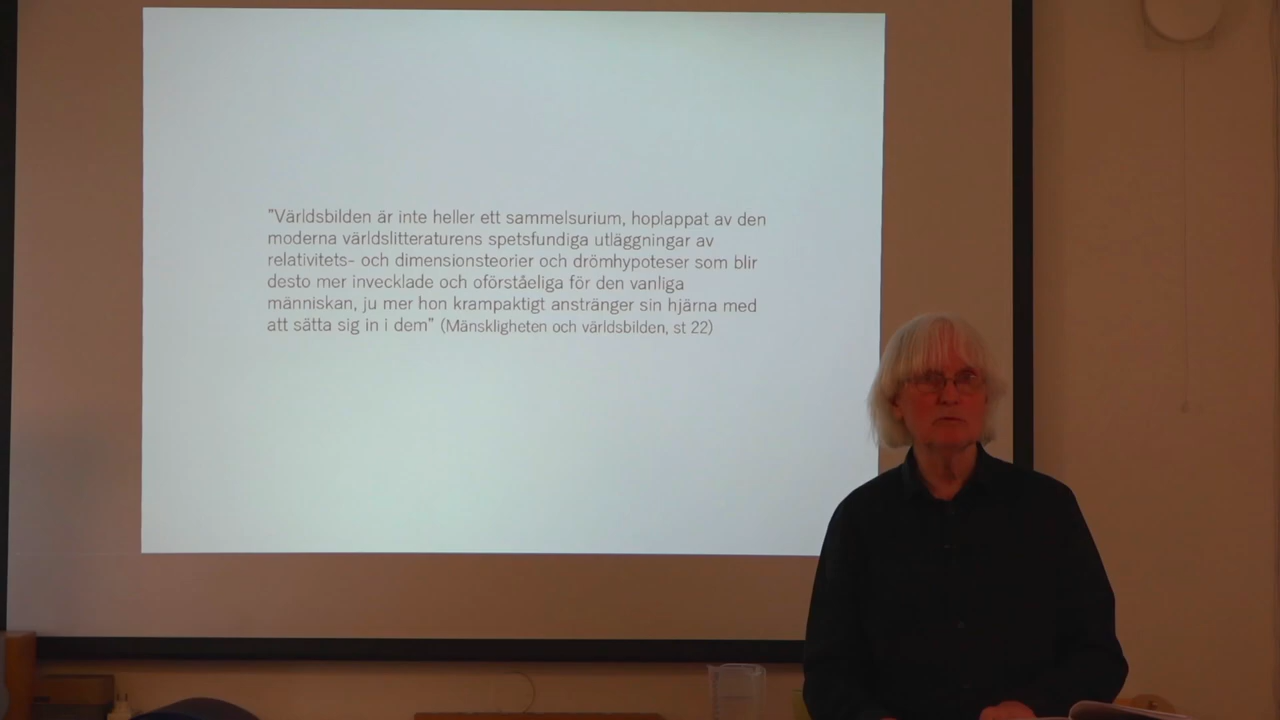 "Världsbilden är inte heller ett sammelsurium, hoplappat av den
moderna världslitteraturens spetsfundiga utläggningar av
relativitets- och dimensionsteorier och drömhypoteser som blir
desto mer invecklade och oförståeliga för den vanliga
människan, ju mer hon krampaktigt anstränger sin hjärna med
att sätta sig in i dem" (Mänskligheten och världsbilden, st 22)